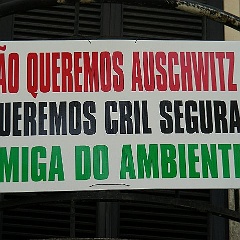 ÃO QUEREMOS AUSCHWITZ
UEREMOS CRIL SEGURA
MIGA DO AMBIENT